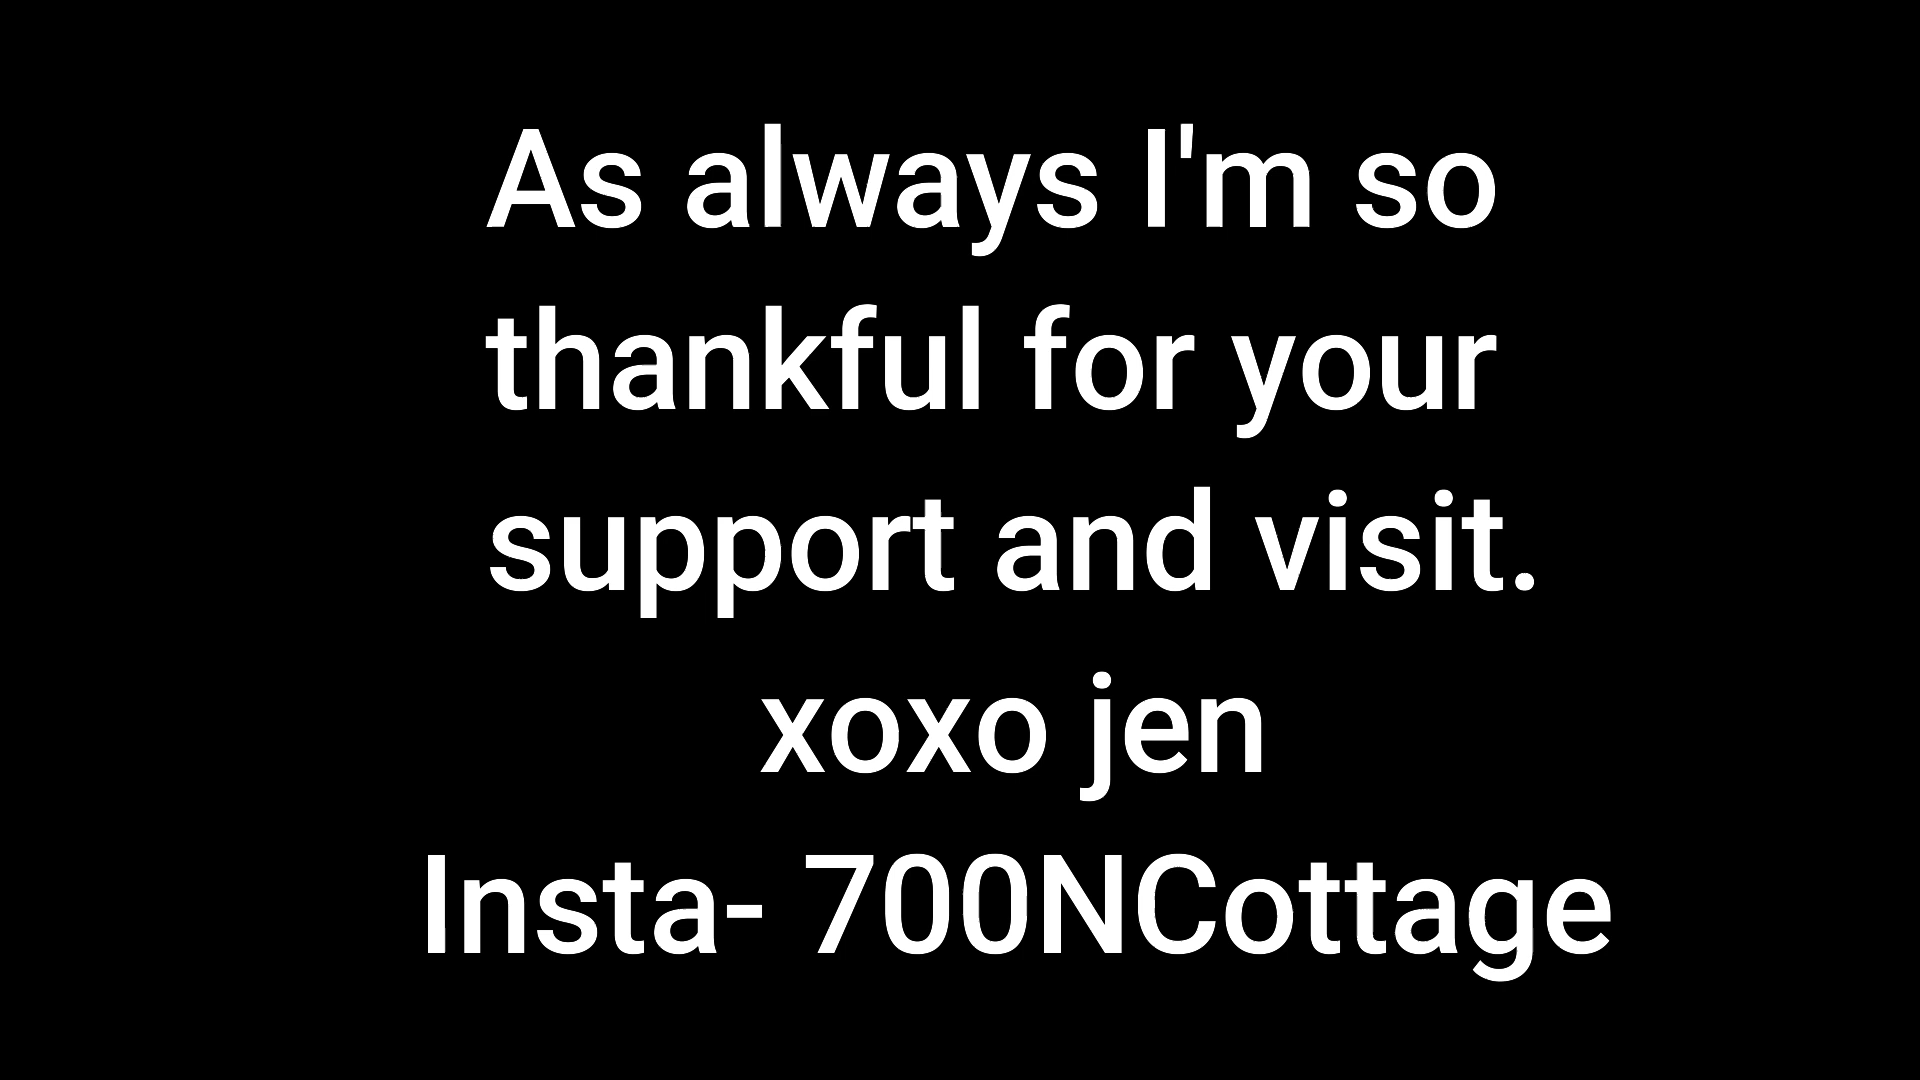 As always I'm so
thankful for your
support and visit.
xoxo jen
Insta- 700NCottage